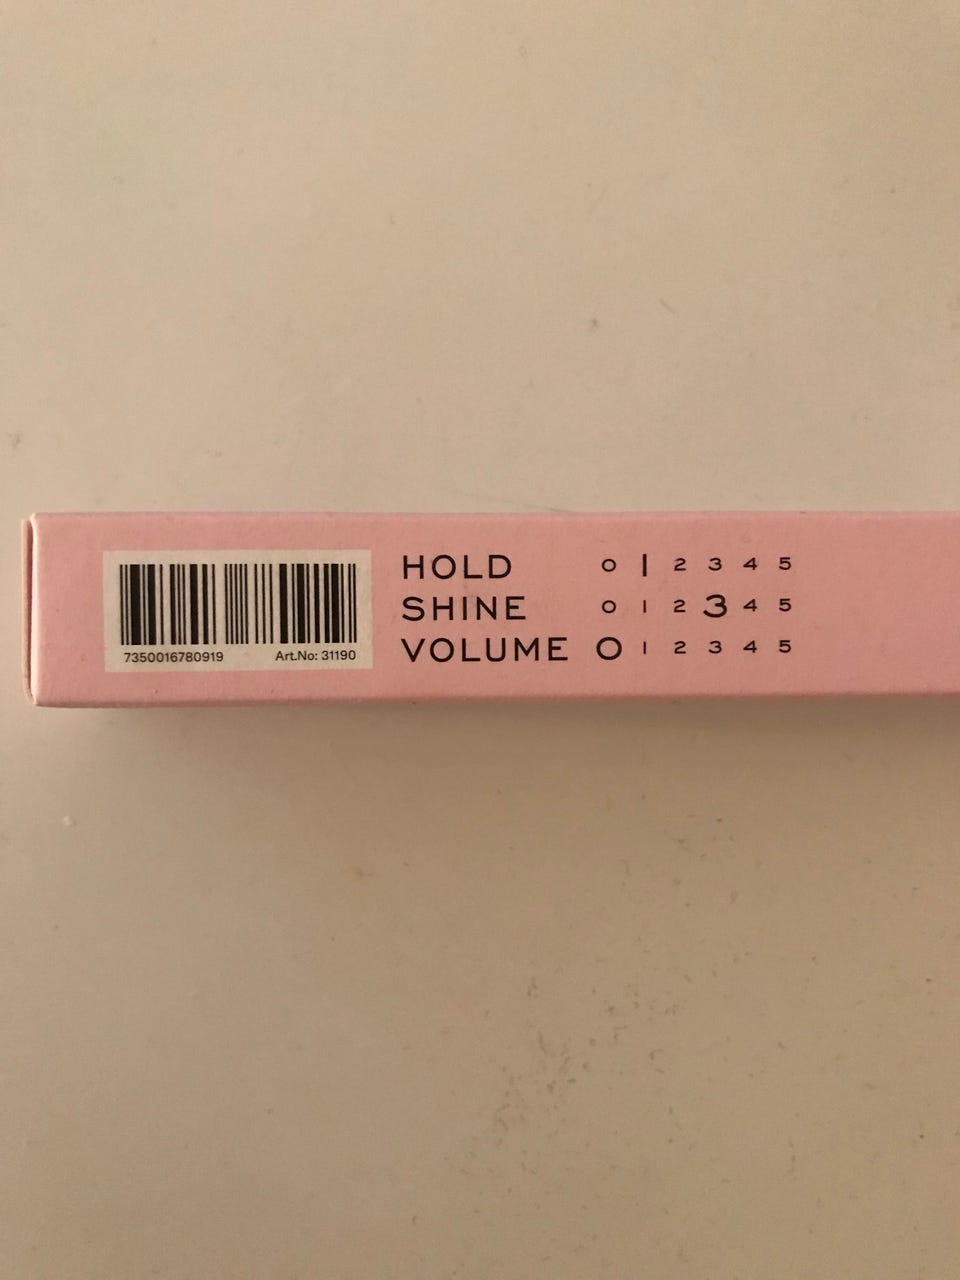 HOLD 0 1 2 3 4 5
SHINE 0 1 2 3 4 5
VOLUME 0 1 2 3 4 5
7350016780919 Art.No: 31190